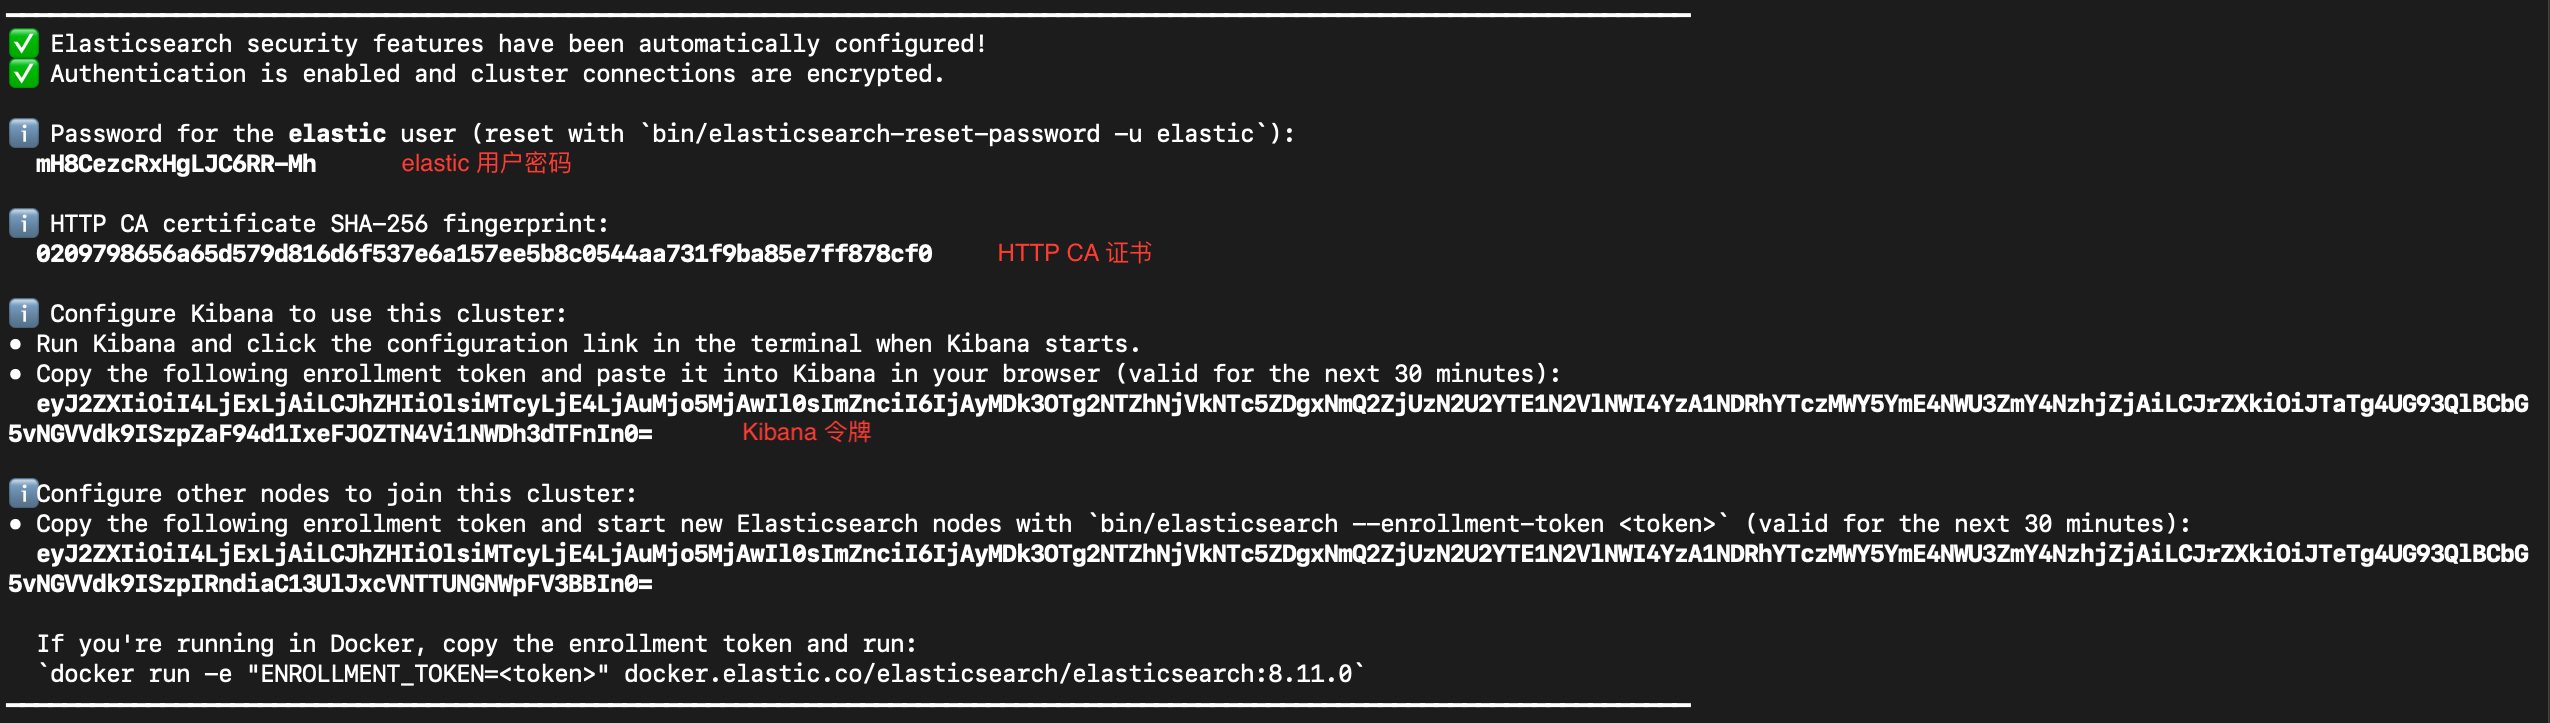 ✅ Elasticsearch security features have been automatically configured!
✅ Authentication is enabled and cluster connections are encrypted.
ℹ️ Password for the elastic user (reset with `bin/elasticsearch-reset-password -u elastic`):
mH8CezcRxHgLJC6RR-Mh elastic 用户密码
ℹ️ HTTP CA certificate SHA-256 fingerprint:
0209798656a65d579d816d6f537e6a157ee5b8c0544aa731f9ba85e7ff878cf0 HTTP CA 证书
ℹ️ Configure Kibana to use this cluster:
● Run Kibana and click the configuration link in the terminal when Kibana starts.
● Copy the following enrollment token and paste it into Kibana in your browser (valid for the next 30 minutes):
eyJ2ZXIiOiI4LjExLjAiLCJhZHIiOlsiMTcyLjE4LjAuMjo5MjAwIl0sImZnciI6IjAyMDk3OTg2NTZhNjVkNTc5ZDgxNmQ2ZjUzN2U2YTE1N2VlNWI4YzA1NDRhYTczMWY5YmE4NWU3ZmY4NzhjZjAiLCJrZXkiOiJTaTg4UG93QlBCbG
5vNGVVdk9ISzpZaF94d1IxeFJOZTN4Vi1NWDh3dTFnIn0= Kibana 令牌
ℹ️Configure other nodes to join this cluster:
● Copy the following enrollment token and start new Elasticsearch nodes with `bin/elasticsearch --enrollment-token <token>` (valid for the next 30 minutes):
eyJ2ZXIiOiI4LjExLjAiLCJhZHIiOlsiMTcyLjE4LjAuMjo5MjAwIl0sImZnciI6IjAyMDk3OTg2NTZhNjVkNTc5ZDgxNmQ2ZjUzN2U2YTE1N2VlNWI4YzA1NDRhYTczMWY5YmE4NWU3ZmY4NzhjZjAiLCJrZXkiOiJTeTg4UG93QlBCbG
5vNGVVdk9ISzpIRndiaC13UlJxcVNTTUNGNWpFV3BBIn0=
If you're running in Docker, copy the enrollment token and run:
`docker run -e "ENROLLMENT_TOKEN=<token>" docker.elastic.co/elasticsearch/elasticsearch:8.11.0`